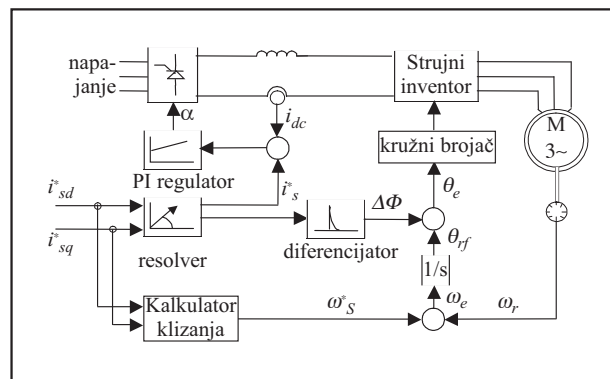 napa-
janje
Strujni
inventor
α
i_dc
M
3~
PI regulator
kružni brojač
i*_s
θ_e
i*_sd
i*_sq
ΔΦ
resolver
diferencijator
θ_rf
1/s
Kalkulator
klizanja
ω*_S
ω_e
ω_r